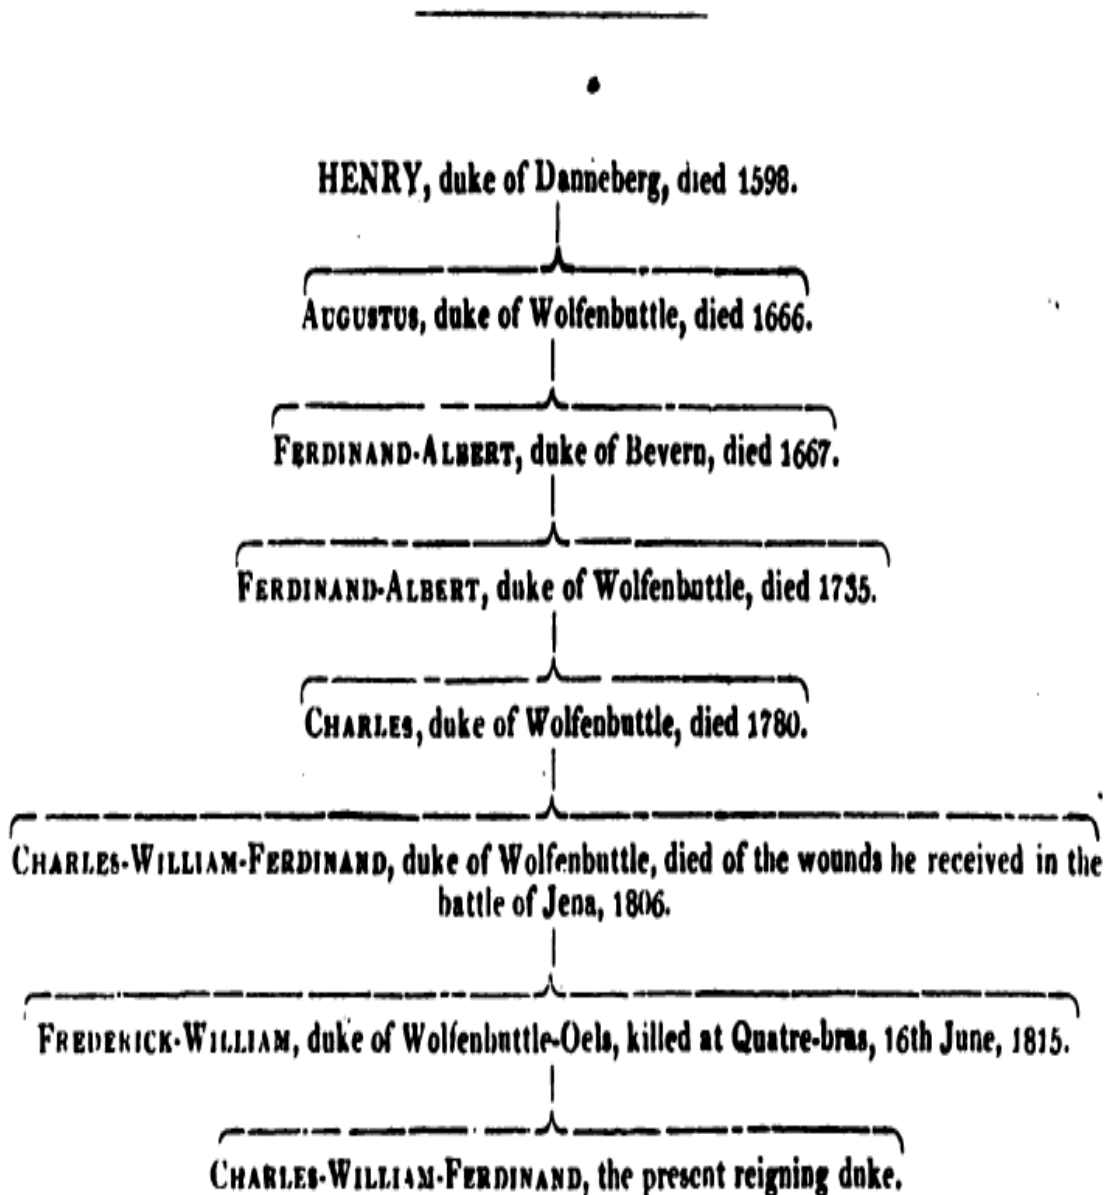 HENRY, duke of Danneberg, died 1598.
AUGUSTUS, duke of Wolfenbuttle, died 1666.
FERDINAND-ALBERT, duke of Bevern, died 1667.
FERDINAND-ALBERT, duke of Wolfenbuttle, died 1735.
CHARLES, duke of Wolfenbuttle, died 1780.
CHARLES-WILLIAM-FERDINAND, duke of Wolfenbuttle, died of the wounds he received in the
battle of Jena, 1806.
FREDERICK-WILLIAM, duke of Wolfenbuttle-Oels, killed at Quatre-bras, 16th June, 1815.
CHARLES-WILLIAM-FERDINAND, the present reigning duke.